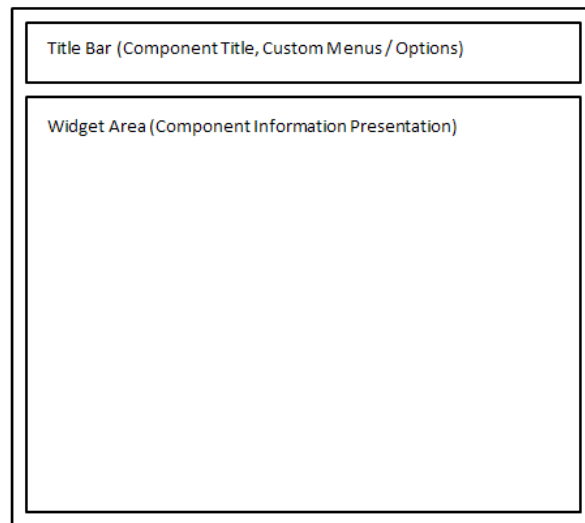 Title Bar (Component Title, Custom Menus / Options)
Widget Area (Component Information Presentation)